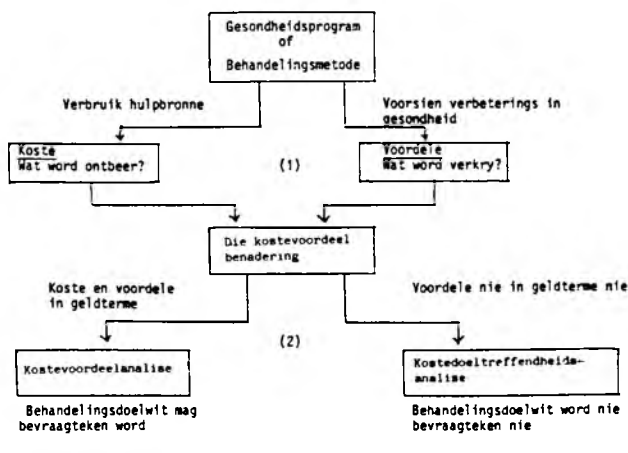 Gesondheidsprogram
of
Behandelingsmetode
Verbruik hulpbronne
Voorsien verbeterings in
gesondheid
Koste
Wat word ontbeer?
(1)
Voordele
Wat word verkry?
Die kostevoordeel
benadering
Koste en voordele
in geldterme
Voordele nie in geldterme nie
(2)
Kostevoordeelanalise
Kostedoeltreffendheids-
analise
Behandelingsdoelwit mag
bevraagteken word
Behandelingsdoelwit word nie
bevraagteken nie